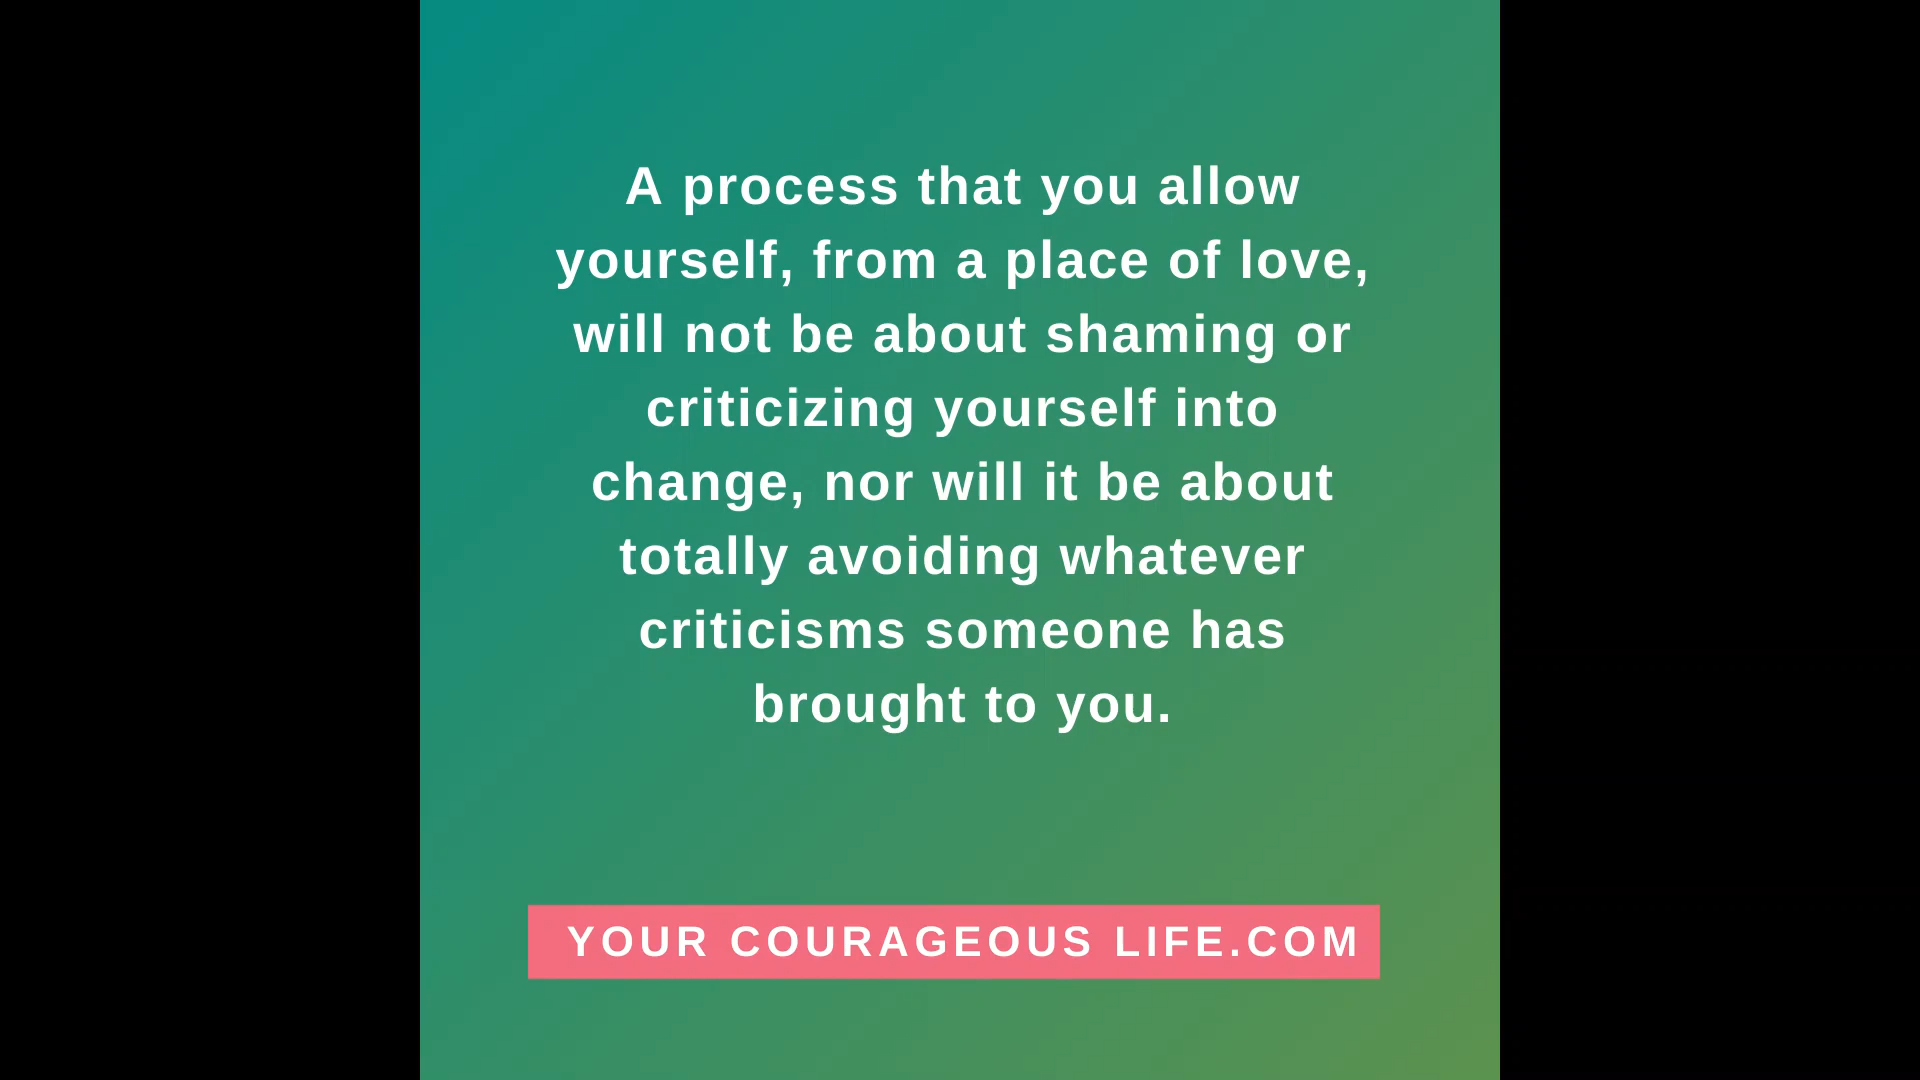 A process that you allow
yourself, from a place of love,
will not be about shaming or
criticizing yourself into
change, nor will it be about
totally avoiding whatever
criticisms someone has
brought to you.
YOUR COURAGEOUS LIFE.COM